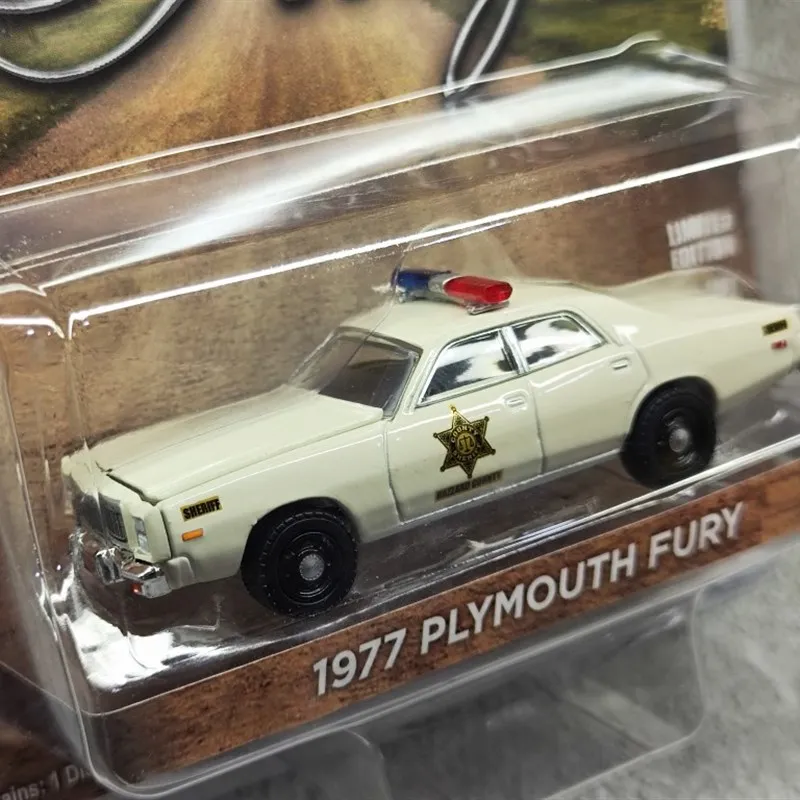 LIMITED
EDITION
SHERIFF
HAZZARD COUNTY
1977 PLYMOUTH FURY